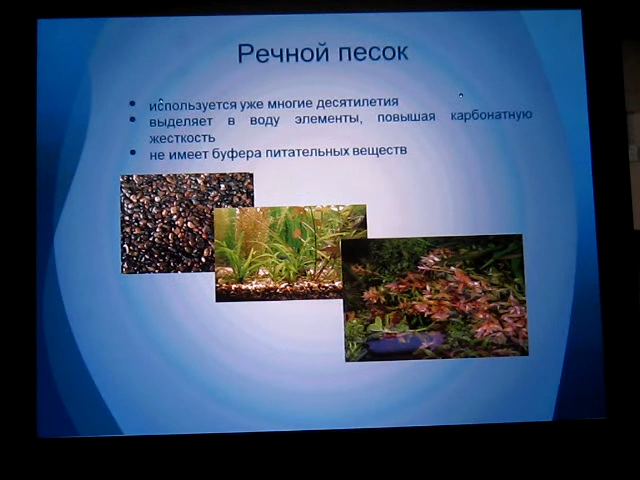 Речной песок
используется уже многие десятилетия
выделяет в воду элементы, повышая карбонатную
жесткость
не имеет буфера питательных веществ